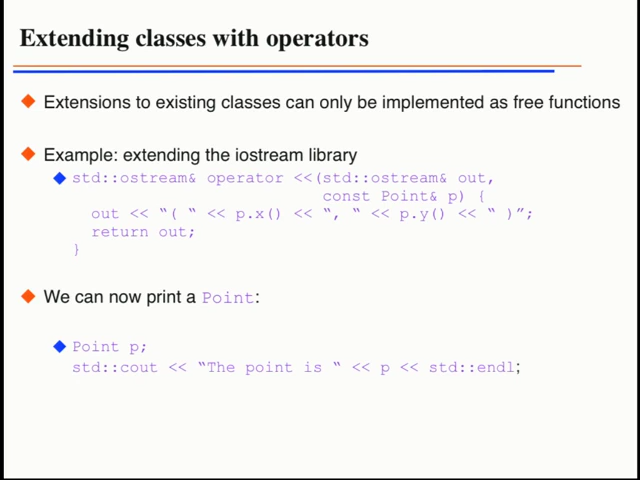 Extending classes with operators
Extensions to existing classes can only be implemented as free functions
Example: extending the iostream library
std::ostream& operator <<(std::ostream& out,
const Point& p) {
out << “( “ << p.x() << “, “ << p.y() << “ )”;
return out;
}
We can now print a Point:
Point p;
std::cout << “The point is “ << p << std::endl;